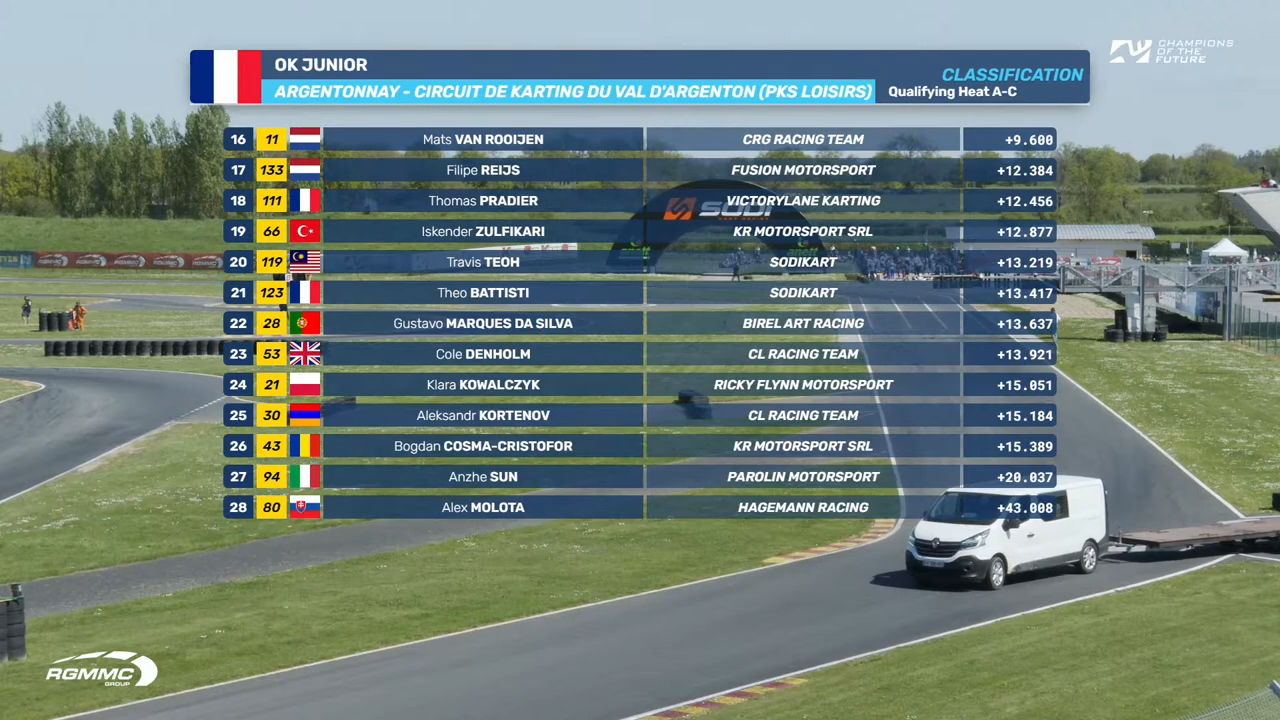 OK JUNIOR
ARGENTONNAY - CIRCUIT DE KARTING DU VAL D'ARGENTON (PKS LOISIRS)
CLASSIFICATION
Qualifying Heat A-C
CHAMPIONS
OF THE
FUTURE
16 11 Mats VAN ROOIJEN CRG RACING TEAM +9.600
17 133 Filipe REIJS FUSION MOTORSPORT +12.384
18 111 Thomas PRADIER VICTORYLANE KARTING +12.456
19 66 Iskender ZULFIKARI KR MOTORSPORT SRL +12.877
20 119 Travis TEOH SODIKART +13.219
21 123 Theo BATTISTI SODIKART +13.417
22 28 Gustavo MARQUES DA SILVA BIREL ART RACING +13.637
23 53 Cole DENHOLM CL RACING TEAM +13.921
24 21 Klara KOWALCZYK RICKY FLYNN MOTORSPORT +15.051
25 30 Aleksandr KORTENOV CL RACING TEAM +15.184
26 43 Bogdan COSMA-CRISTOFOR KR MOTORSPORT SRL +15.389
27 94 Anzhe SUN PAROLIN MOTORSPORT +20.037
28 80 Alex MOLOTA HAGEMANN RACING +43.008
SODI
RGMMC
GROUP